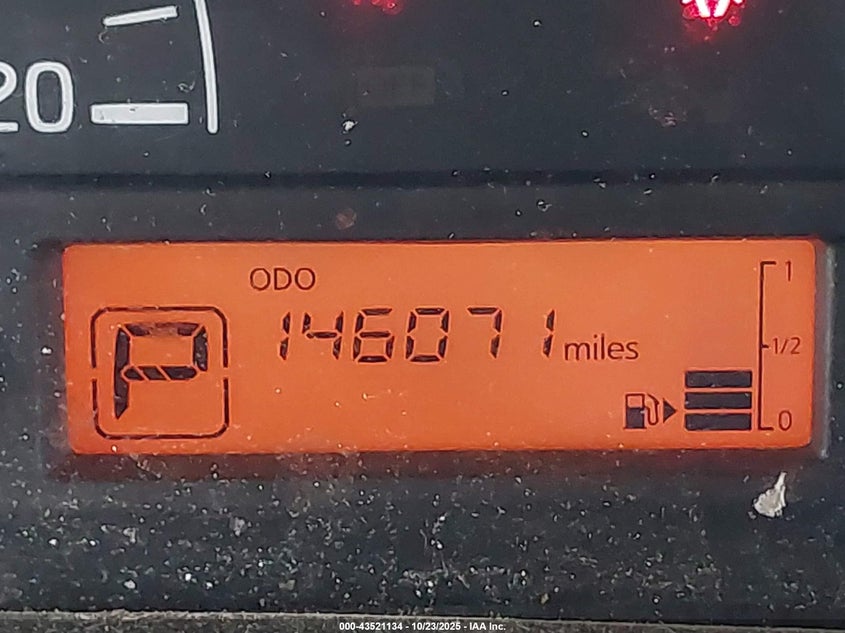 20
ODO
1
P
146071 miles
1/2
0
000-43521134 - 10/23/2025 - IAA Inc.